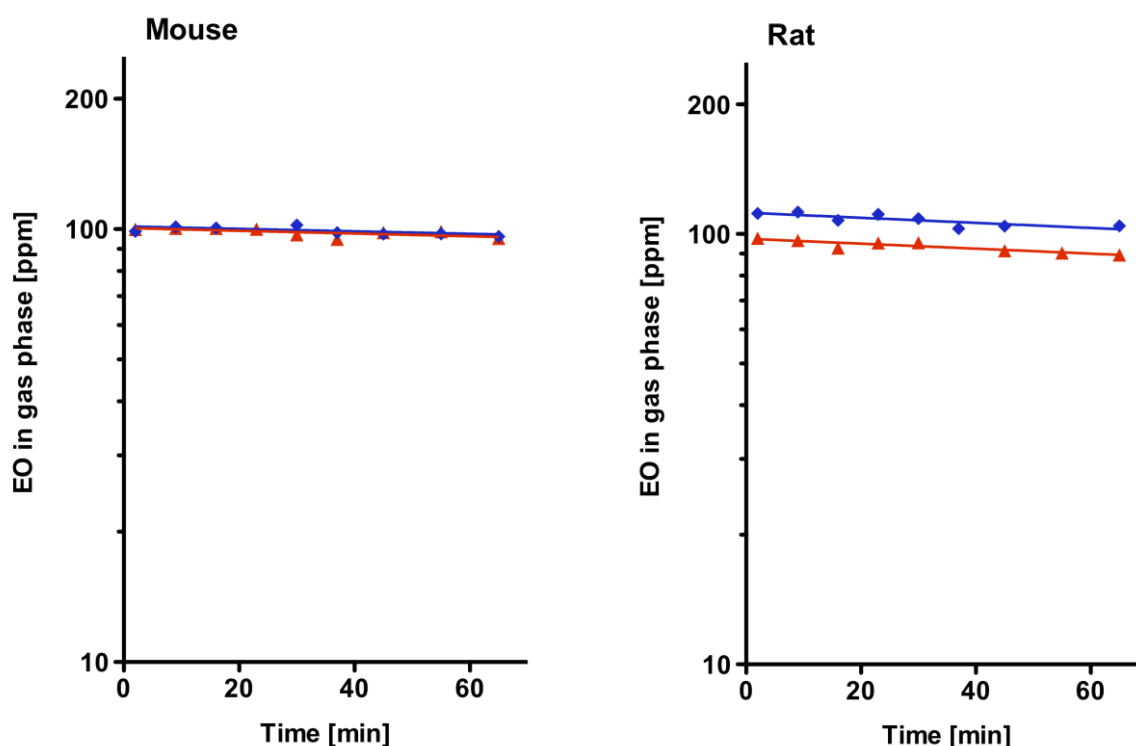 Mouse
EO in gas phase [ppm]
200
100
10
0 20 40 60
Time [min]
Rat
EO in gas phase [ppm]
200
100
10
0 20 40 60
Time [min]